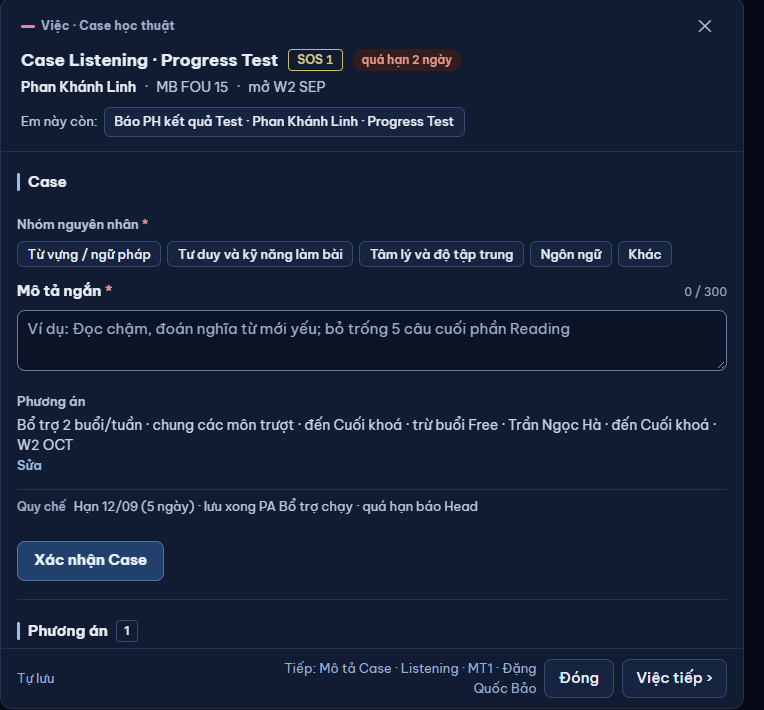 Việc · Case học thuật
Case Listening · Progress Test SOS 1 quá hạn 2 ngày
Phan Khánh Linh · MB FOU 15 · mở W2 SEP
Em này còn: Báo PH kết quả Test · Phan Khánh Linh · Progress Test
Case
Nhóm nguyên nhân *
Từ vựng / ngữ pháp Tư duy và kỹ năng làm bài Tâm lý và độ tập trung Ngôn ngữ Khác
Mô tả ngắn * 0 / 300
Ví dụ: Đọc chậm, đoán nghĩa từ mới yếu; bỏ trống 5 câu cuối phần Reading
Phương án
Bổ trợ 2 buổi/tuần · chung các môn trượt · đến Cuối khoá · trừ buổi Free · Trần Ngọc Hà · đến Cuối khoá ·
W2 OCT
Sửa
Quy chế Hạn 12/09 (5 ngày) · lưu xong PA Bổ trợ chạy · quá hạn báo Head
Xác nhận Case
Phương án 1
Tự lưu
Tiếp: Mô tả Case · Listening · MT1 · Đặng
Quốc Bảo
Đóng
Việc tiếp ›